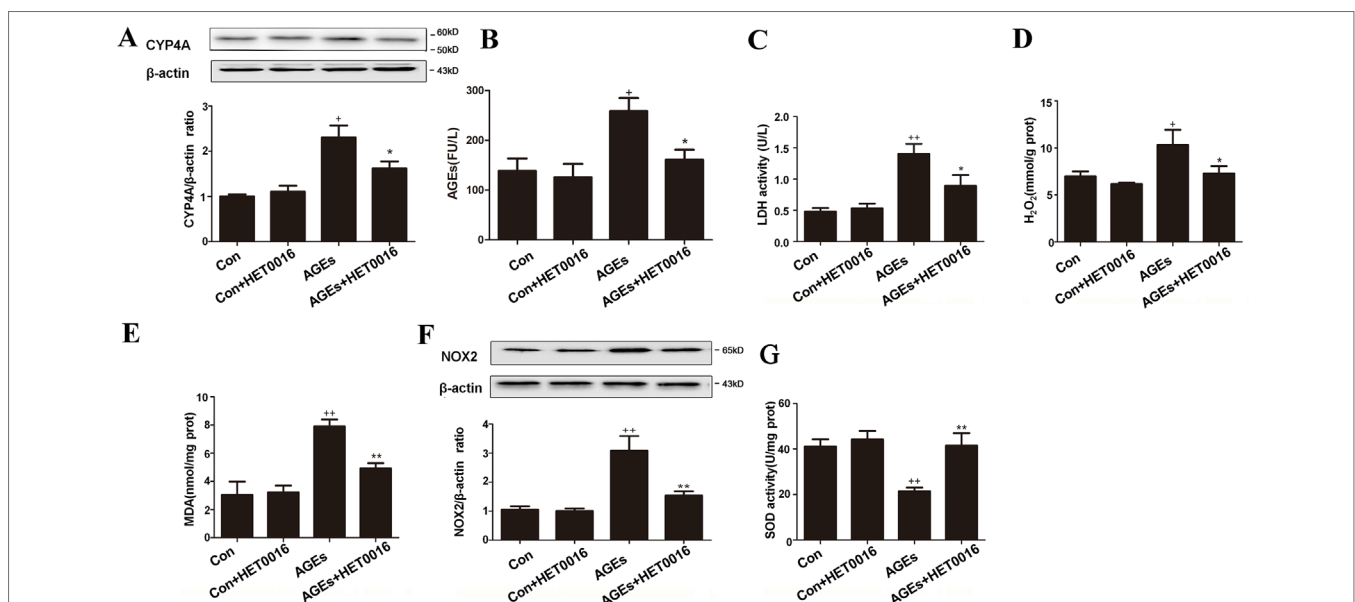 A
CYP4A
60kD
50kD
β-actin
43kD
CYP4A/β-actin ratio
3
2
1
0
+
*
Con
Con+HET0016
AGEs
AGEs+HET0016
B
AGEs(FU/L)
300
200
150
100
0
+
*
Con
Con+HET0016
AGEs
AGEs+HET0016
C
LDH activity (U/L)
2.0
1.5
1.0
0.5
0.0
++
*
Con
Con+HET0016
AGEs
AGEs+HET0016
D
H₂O₂(mmol/g prot)
15
10
5
0
+
*
Con
Con+HET0016
AGEs
AGEs+HET0016
E
MDA(nmol/mg prot)
10
8
6
4
2
0
++
**
Con
Con+HET0016
AGEs
AGEs+HET0016
F
NOX2
65kD
β-actin
43kD
NOX2/β-actin ratio
4
3
2
1
0
++
**
Con
Con+HET0016
AGEs
AGEs+HET0016
G
SOD activity(U/mg prot)
60
40
20
0
++
**
Con
Con+HET0016
AGEs
AGEs+HET0016